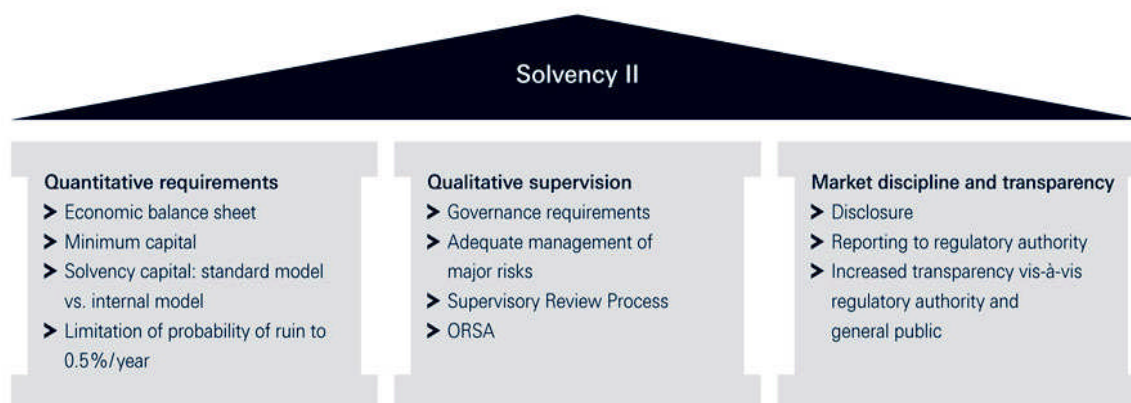 Solvency II
Quantitative requirements
> Economic balance sheet
> Minimum capital
> Solvency capital: standard model
vs. internal model
> Limitation of probability of ruin to
0.5%/year
Qualitative supervision
> Governance requirements
> Adequate management of
major risks
> Supervisory Review Process
> ORSA
Market discipline and transparency
> Disclosure
> Reporting to regulatory authority
> Increased transparency vis-à-vis
regulatory authority and
general public